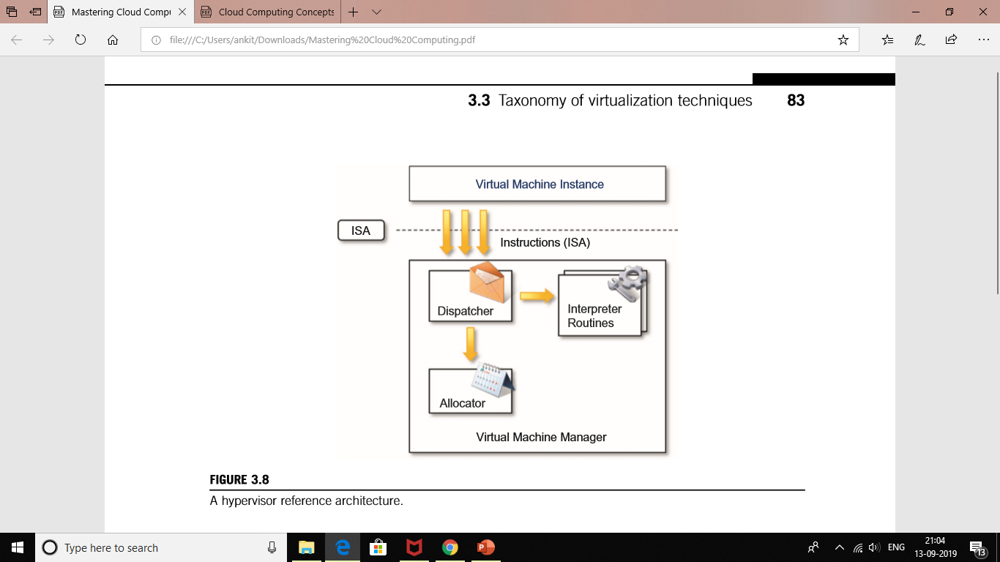 Mastering Cloud Compu
Cloud Computing Concepts
file:///C:/Users/ankit/Downloads/Mastering%20Cloud%20Computing.pdf
3.3 Taxonomy of virtualization techniques 83
Virtual Machine Instance
ISA
Instructions (ISA)
Dispatcher
Interpreter
Routines
Allocator
Virtual Machine Manager
FIGURE 3.8
A hypervisor reference architecture.
Type here to search
ENG
21:04
13-09-2019
13